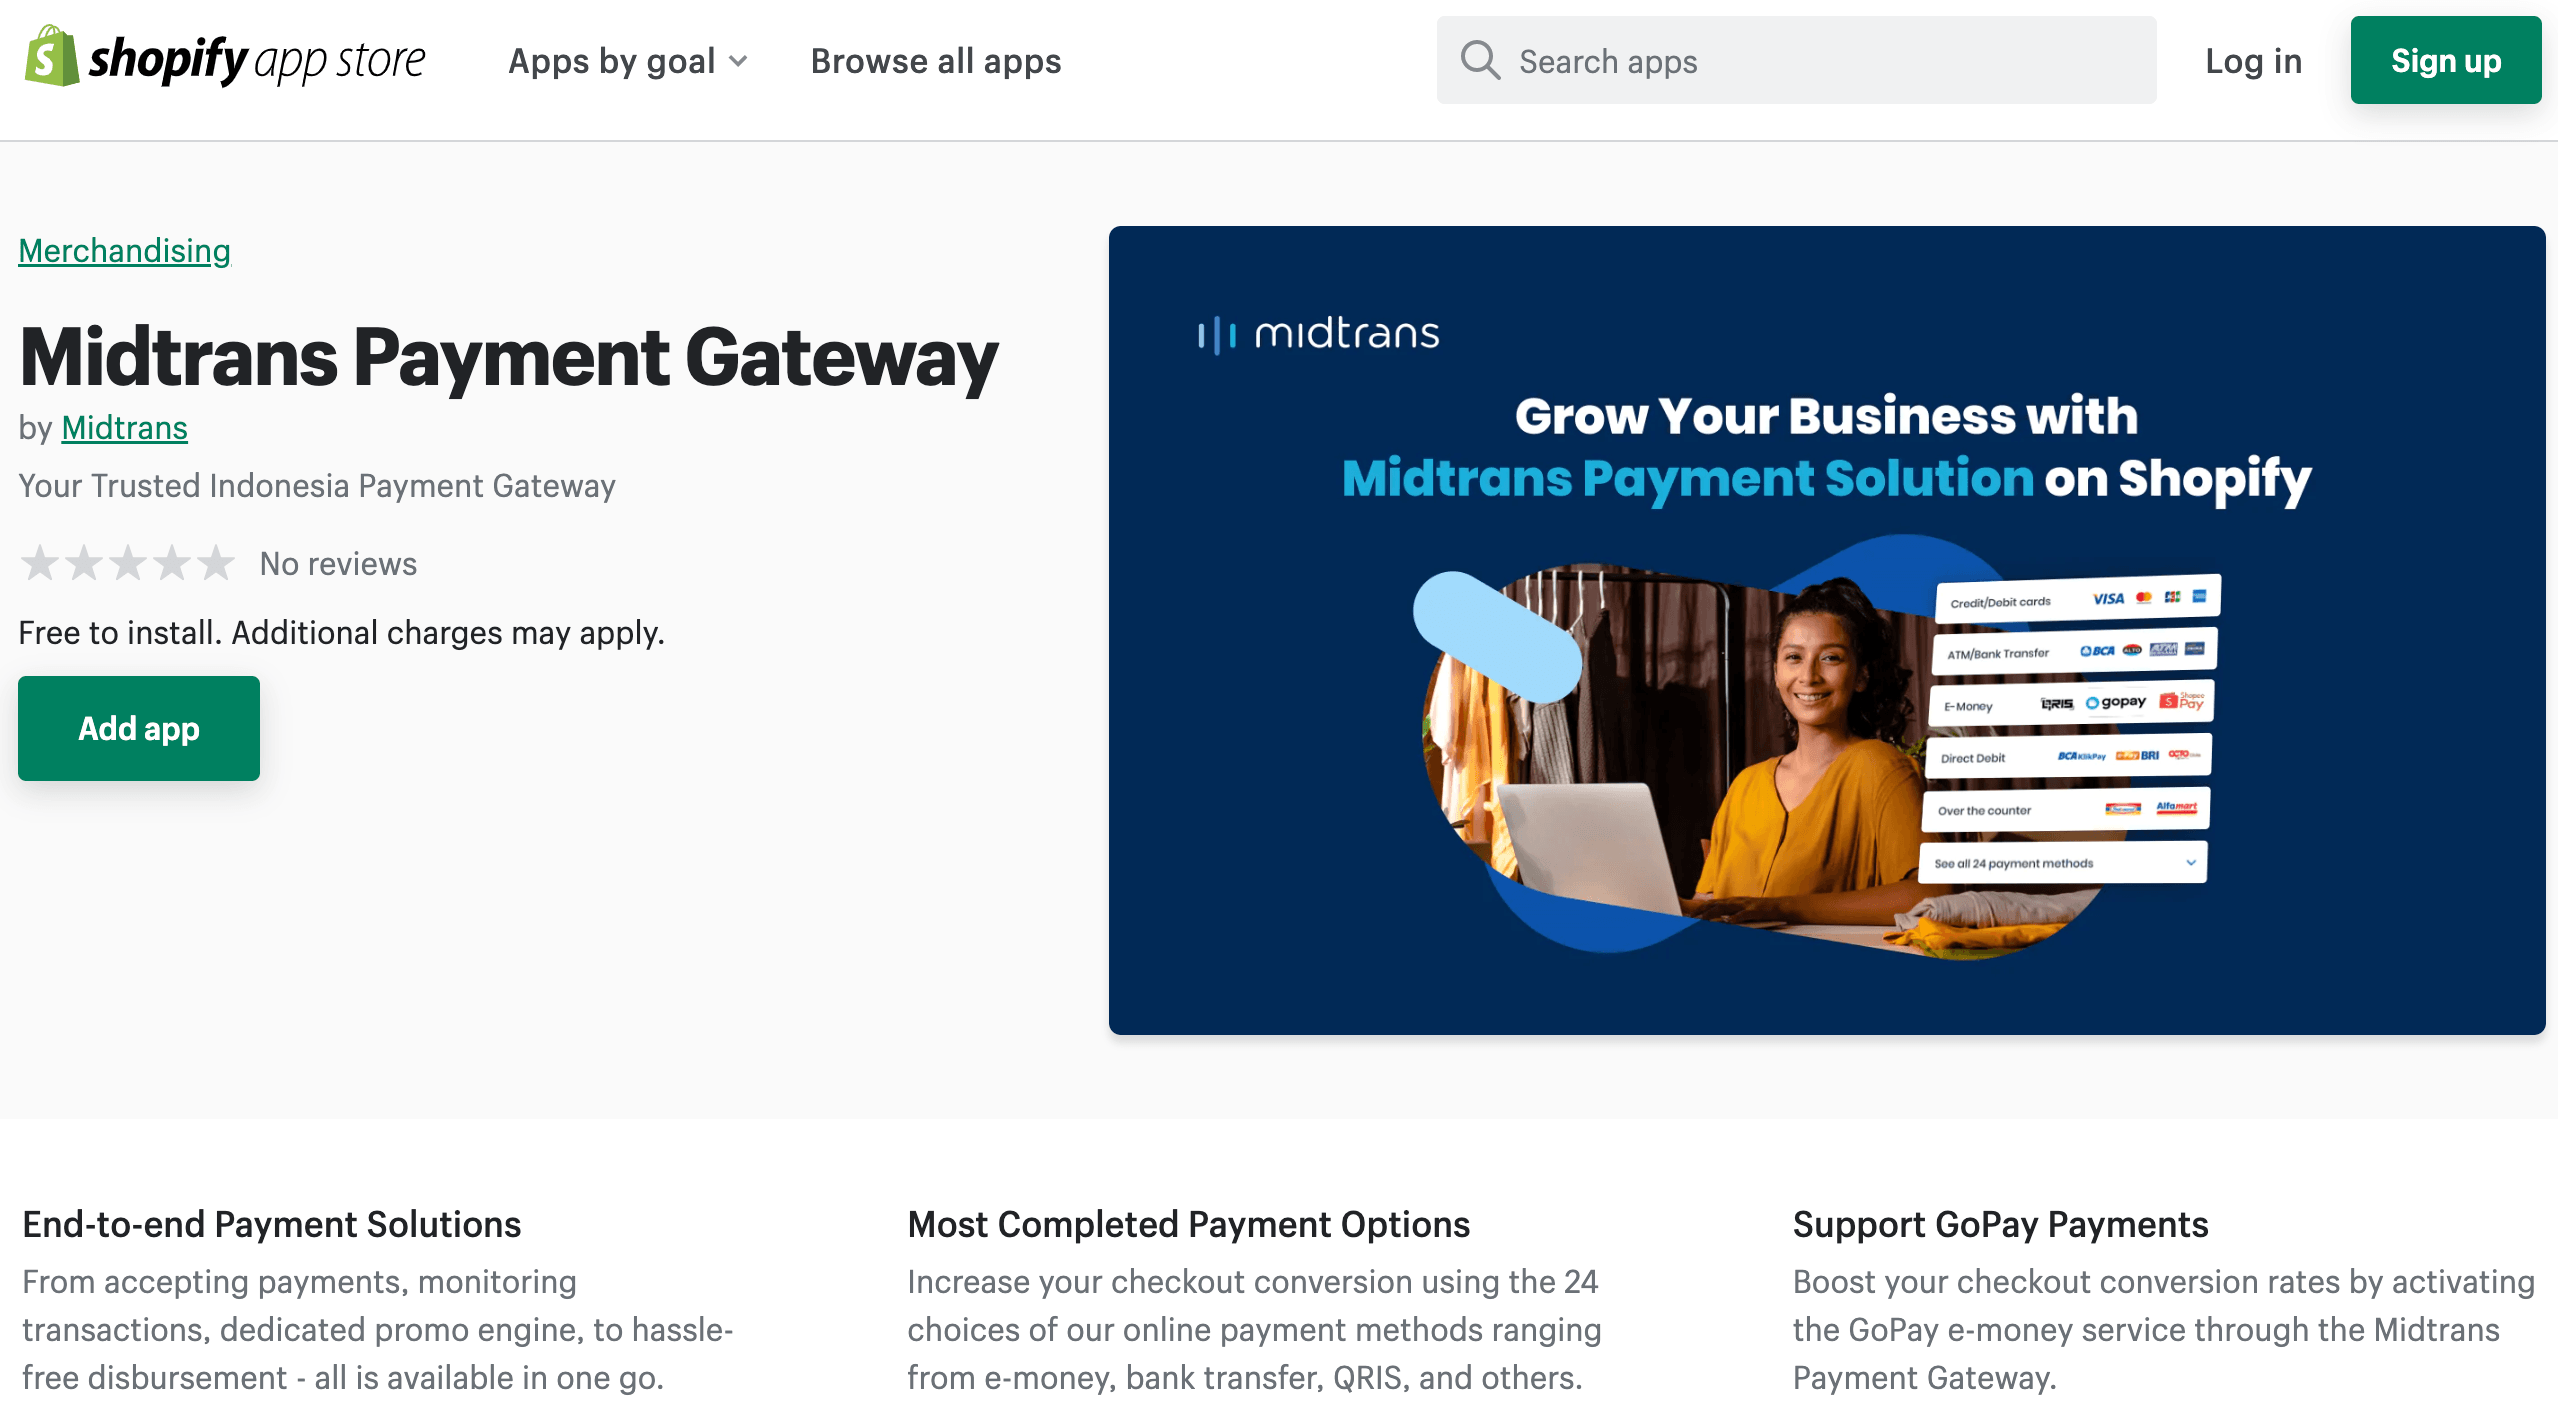 shopify app store
Apps by goal
Browse all apps
Search apps
Log in
Sign up
Merchandising
Midtrans Payment Gateway
by Midtrans
Your Trusted Indonesia Payment Gateway
No reviews
Free to install. Additional charges may apply.
Add app
midtrans
Grow Your Business with
Midtrans Payment Solution on Shopify
Credit/Debit cards VISA JCB
ATM/Bank Transfer BCA ALTO
E-Money QRIS gopay Shopee Pay
Direct Debit BCA KlikPay BRI OCTO
Over the counter Alfamart
See all 24 payment methods
End-to-end Payment Solutions
From accepting payments, monitoring
transactions, dedicated promo engine, to hassle-
free disbursement - all is available in one go.
Most Completed Payment Options
Increase your checkout conversion using the 24
choices of our online payment methods ranging
from e-money, bank transfer, QRIS, and others.
Support GoPay Payments
Boost your checkout conversion rates by activating
the GoPay e-money service through the Midtrans
Payment Gateway.